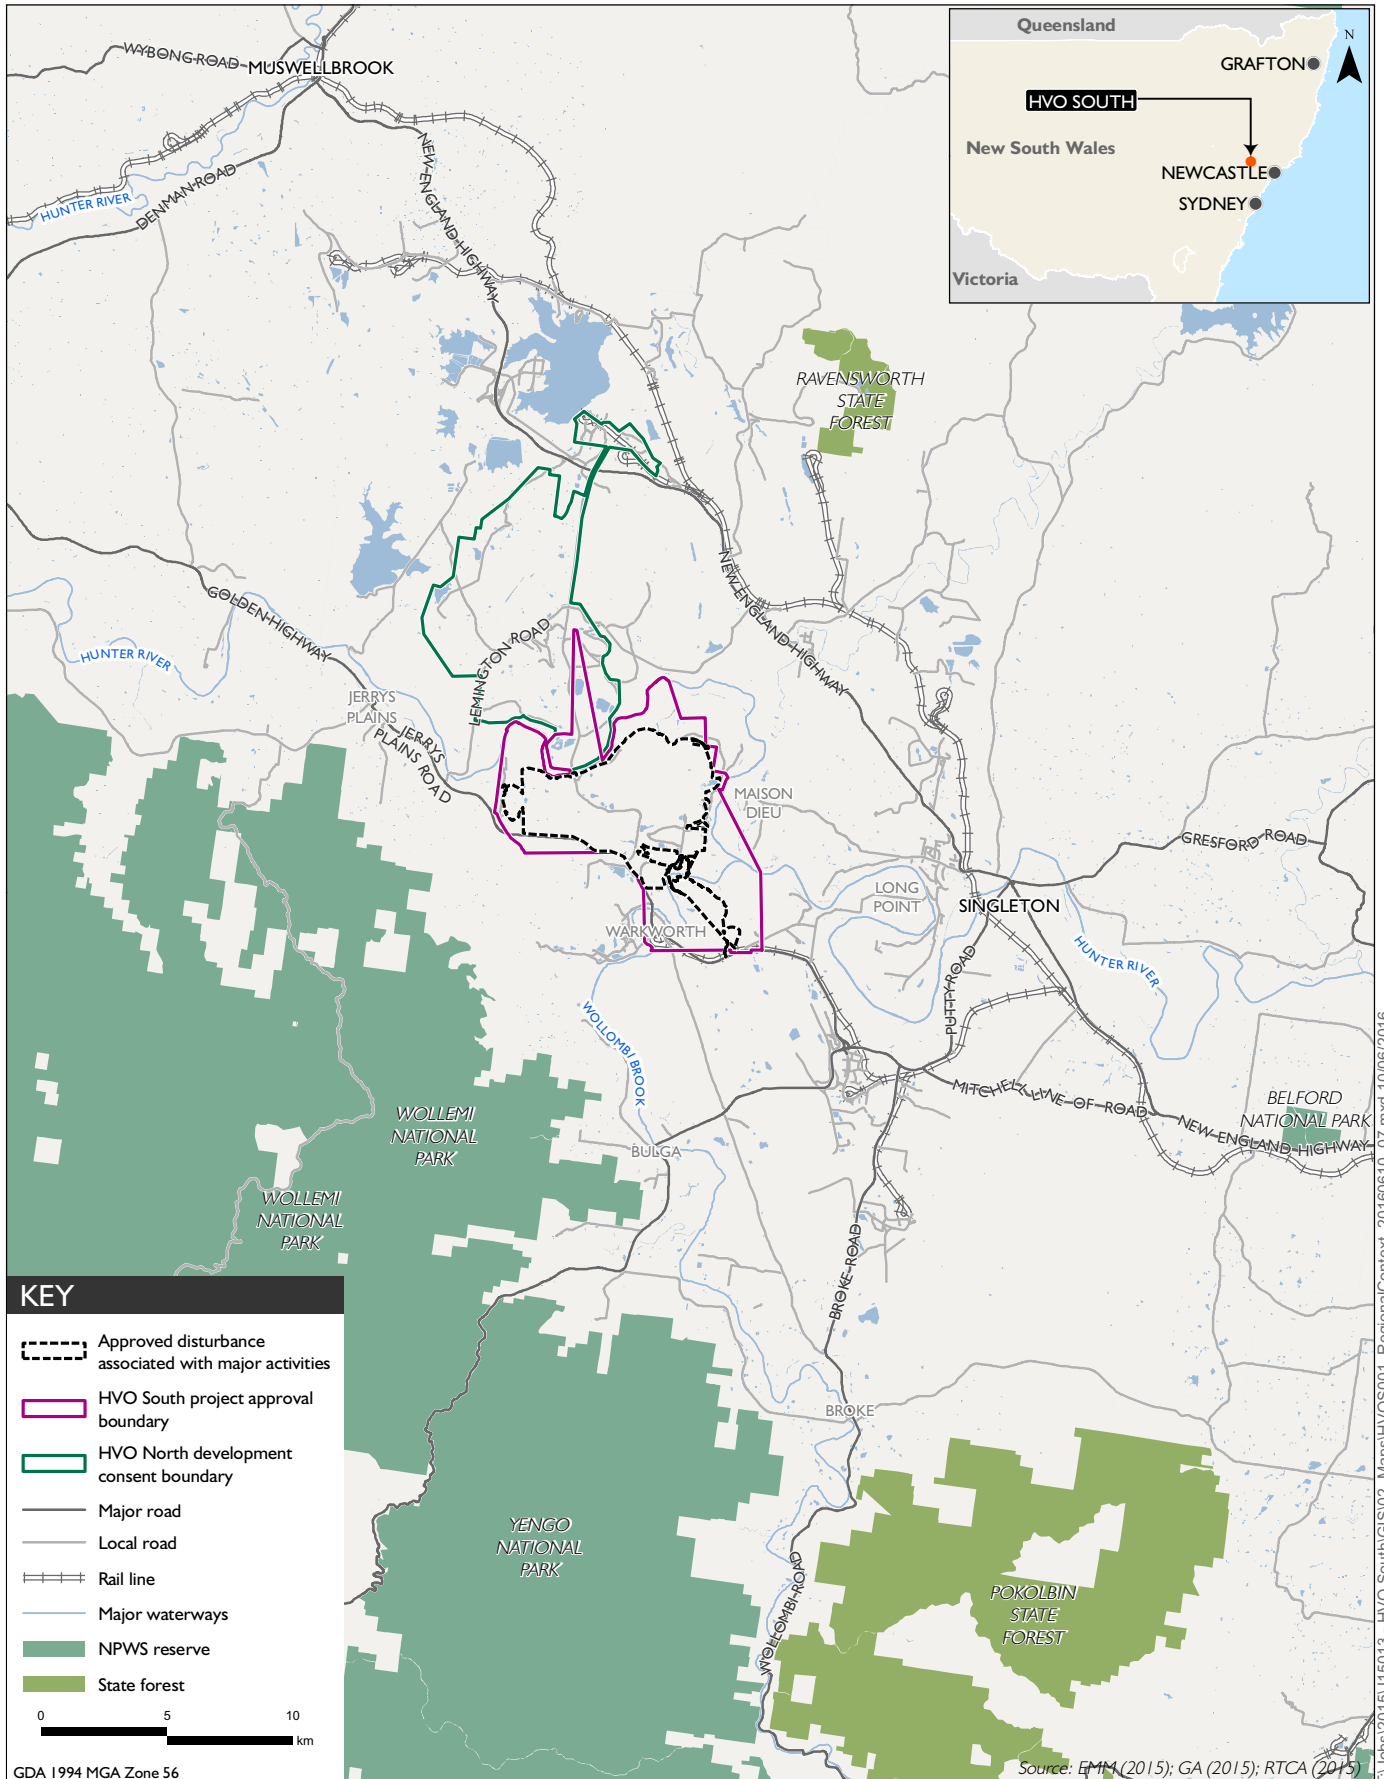 Queensland
N
GRAFTON
HVO SOUTH
New South Wales
NEWCASTLE
SYDNEY
Victoria
WYBONG ROAD
MUSWELLBROOK
HUNTER RIVER
DENMAN ROAD
NEW ENGLAND HIGHWAY
RAVENSWORTH
STATE
FOREST
GOLDEN HIGHWAY
HUNTER RIVER
LEMINGTON ROAD
NEW ENGLAND HIGHWAY
JERRYS
PLAINS
JERRYS
PLAINS ROAD
MAISON
DIEU
GRESFORD ROAD
LONG
POINT
SINGLETON
WARKWORTH
HUNTER RIVER
PUTTY ROAD
WOLLOMBI BROOK
MITCHELL LINE OF ROAD
BELFORD
NATIONAL PARK
NEW ENGLAND HIGHWAY
WOLLEMI
NATIONAL
PARK
BULGA
WOLLEMI
NATIONAL
PARK
BROKE ROAD
BROKE
YENGO
NATIONAL
PARK
WOLLOMBI ROAD
POKOLBIN
STATE
FOREST
KEY
Approved disturbance
associated with major activities
HVO South project approval
boundary
HVO North development
consent boundary
Major road
Local road
Rail line
Major waterways
NPWS reserve
State forest
0 5 10
km
GDA 1994 MGA Zone 56
Source: EMM (2015); GA (2015); RTCA (2015)